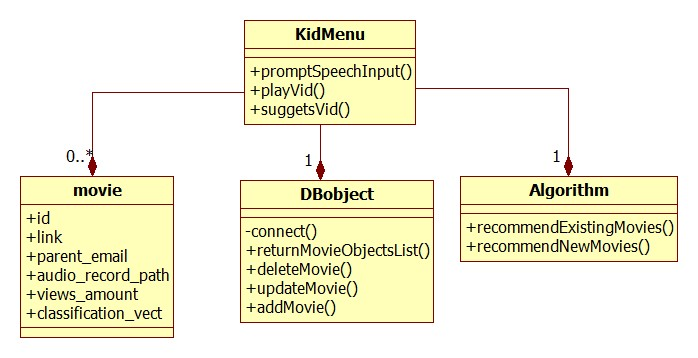 KidMenu
+promptSpeechInput()
+playVid()
+suggetsVid()
0..*
1
1
movie
+id
+link
+parent_email
+audio_record_path
+views_amount
+classification_vect
DBobject
-connect()
+returnMovieObjectsList()
+deleteMovie()
+updateMovie()
+addMovie()
Algorithm
+recommendExistingMovies()
+recommendNewMovies()